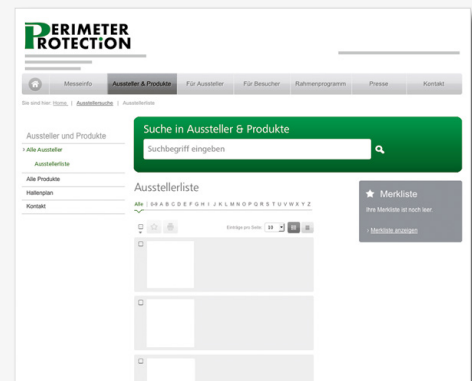 PERIMETER
PROTECTION
Messeinfo Aussteller & Produkte Für Aussteller Für Besucher Rahmenprogramm Presse Kontakt
Sie sind hier: Home | Ausstellersuche | Ausstellerliste
Aussteller und Produkte
› Alle Aussteller
Ausstellerliste
Alle Produkte
Hallenplan
Kontakt
Suche in Aussteller & Produkte
Suchbegriff eingeben
Ausstellerliste
Alle | 0-9 A B C D E F G H I J K L M N O P Q R S T U V W X Y Z
Einträge pro Seite: 10
Merkliste
Ihre Merkliste ist noch leer.
› Merkliste anzeigen